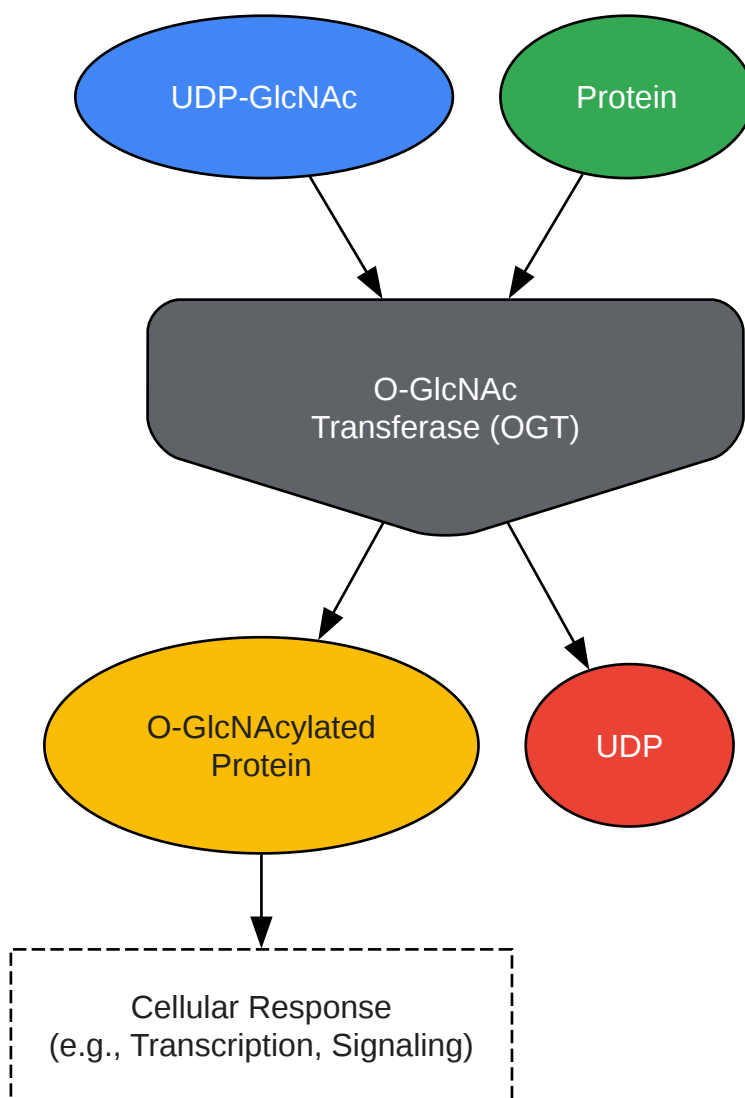 UDP-GlcNAc
Protein
O-GlcNAc
Transferase (OGT)
O-GlcNAcylated
Protein
UDP
Cellular Response
(e.g., Transcription, Signaling)